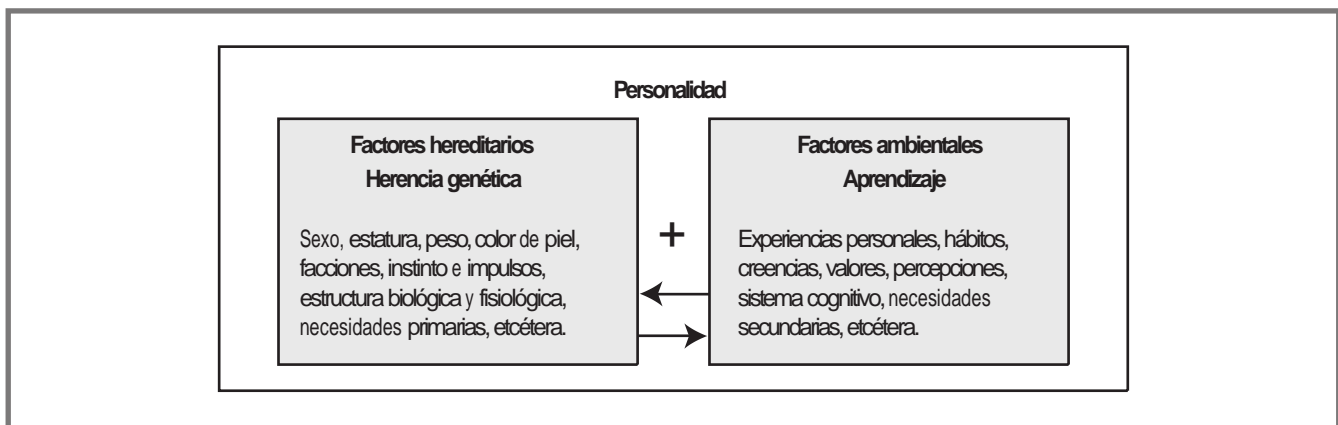 Personalidad
Factores hereditarios
Herencia genética
Sexo, estatura, peso, color de piel,
facciones, instinto e impulsos,
estructura biológica y fisiológica,
necesidades primarias, etcétera.
+
Factores ambientales
Aprendizaje
Experiencias personales, hábitos,
creencias, valores, percepciones,
sistema cognitivo, necesidades
secundarias, etcétera.